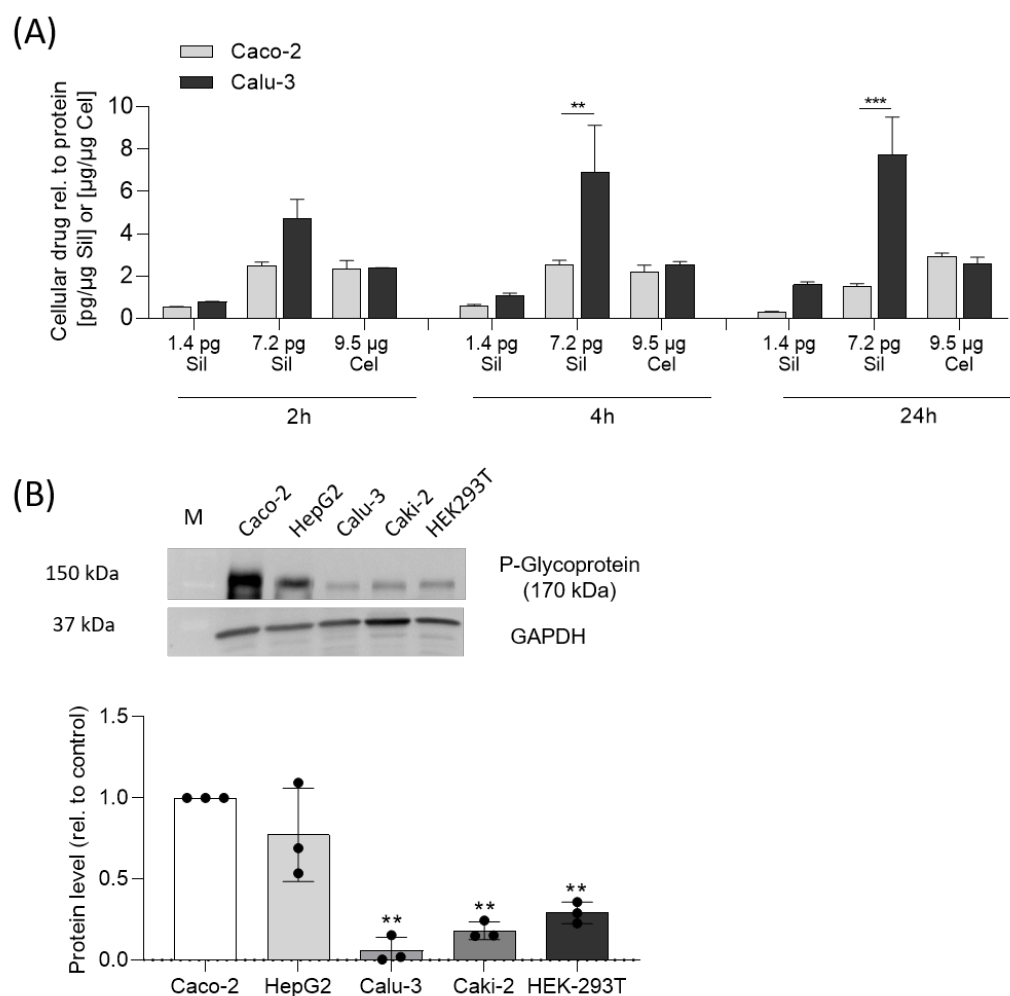 (A)
Caco-2
Calu-3
Cellular drug rel. to protein
[pg/µg Sil] or [µg/µg Cel]
10
8
6
4
2
0
** ***
1.4 pg 7.2 pg 9.5 µg 1.4 pg 7.2 pg 9.5 µg 1.4 pg 7.2 pg 9.5 µg
Sil Sil Cel Sil Sil Cel Sil Sil Cel
2h 4h 24h
(B)
M Caco-2 HepG2 Calu-3 Caki-2 HEK293T
150 kDa
P-Glycoprotein
(170 kDa)
37 kDa
GAPDH
Protein level (rel. to control)
1.5
1.0
0.5
0.0
** ** **
Caco-2 HepG2 Calu-3 Caki-2 HEK-293T